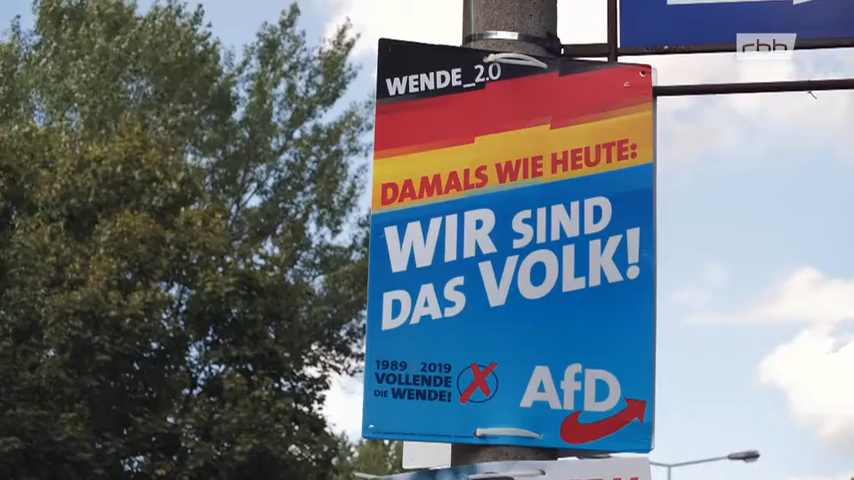 rbb
WENDE_2.0
DAMALS WIE HEUTE:
WIR SIND
DAS VOLK!
1989 | 2019
VOLLENDE
DIE WENDE!
AfD